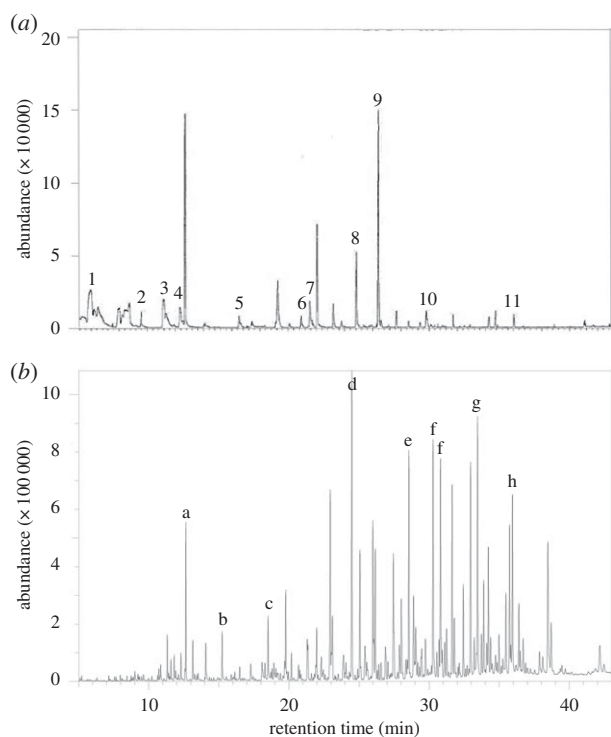 (a)
20
15
10
5
0
abundance (× 10 000)
1
2
3
4
5
6
7
8
9
10
11
(b)
10
8
6
4
2
0
abundance (× 100 000)
a
b
c
d
e
f
f
g
h
10 20 30 40
retention time (min)